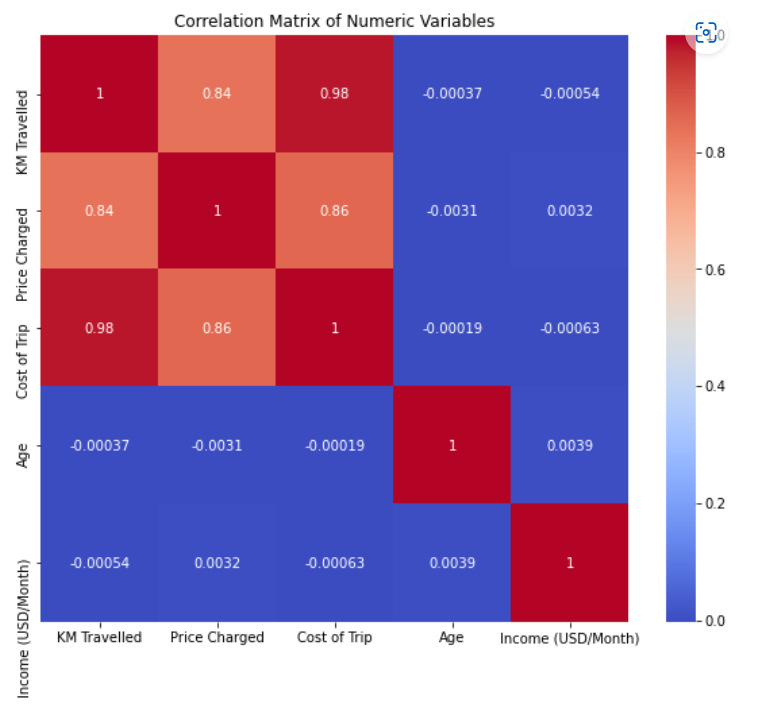 Correlation Matrix of Numeric Variables
KM Travelled
1
0.84
0.98
-0.00037
-0.00054
Price Charged
0.84
1
0.86
-0.0031
0.0032
Cost of Trip
0.98
0.86
1
-0.00019
-0.00063
Age
-0.00037
-0.0031
-0.00019
1
0.0039
Income (USD/Month)
-0.00054
0.0032
-0.00063
0.0039
1
KM Travelled
Price Charged
Cost of Trip
Age
Income (USD/Month)
1.0
0.8
0.6
0.4
0.2
0.0